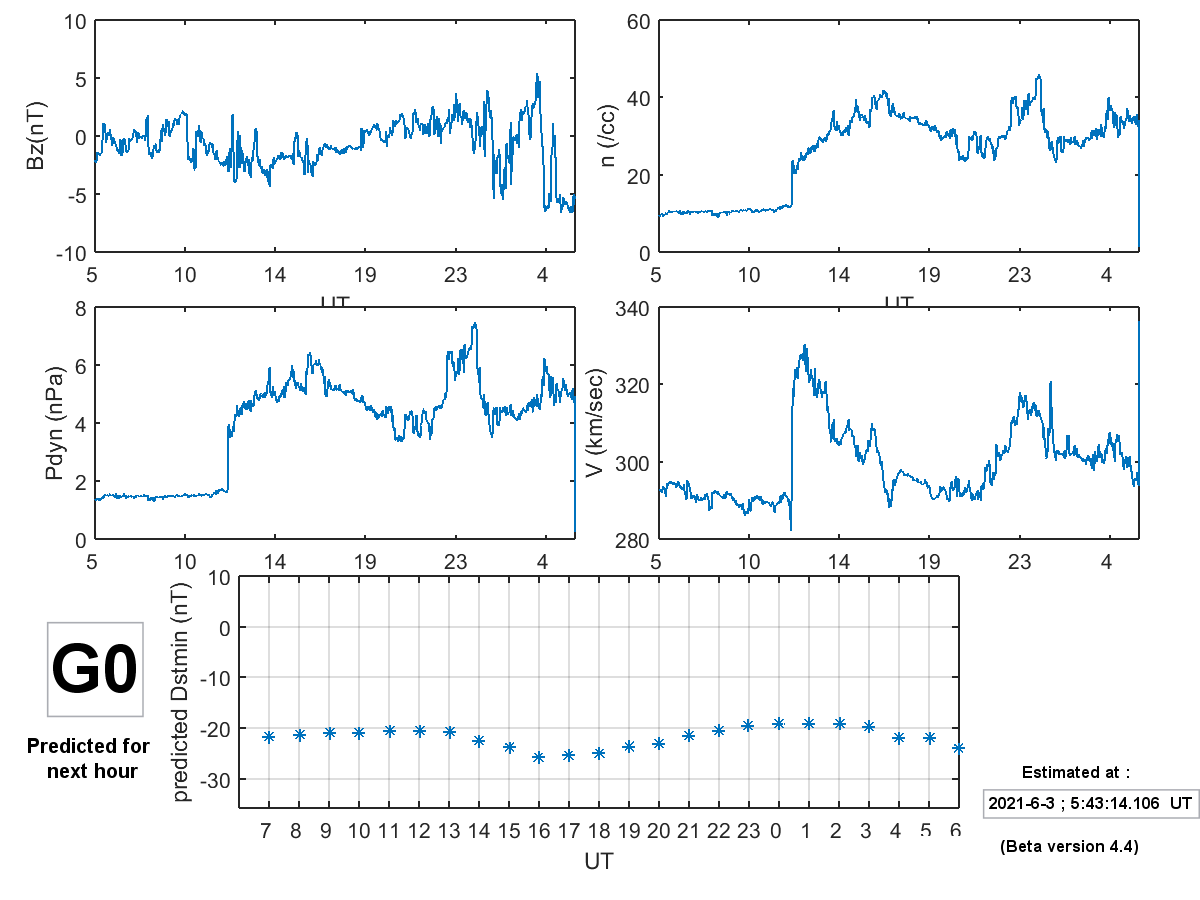 10
5
0
-5
-10
Bz(nT)
5 10 14 19 23 4
UT
60
40
20
0
n (/cc)
5 10 14 19 23 4
UT
8
6
4
2
0
Pdyn (nPa)
5 10 14 19 23 4
340
320
300
280
V (km/sec)
5 10 14 19 23 4
10
0
-10
-20
-30
predicted Dstmin (nT)
7 8 9 10 11 12 13 14 15 16 17 18 19 20 21 22 23 0 1 2 3 4 5 6
UT
G0
Predicted for
next hour
Estimated at :
2021-6-3 ; 5:43:14.106 UT
(Beta version 4.4)